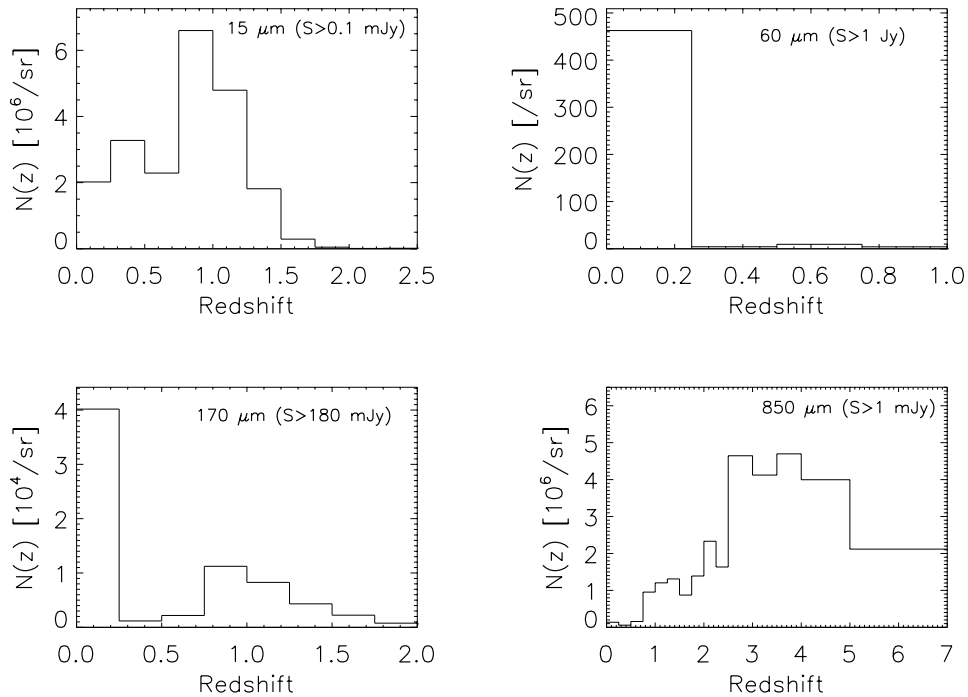 15 μm (S>0.1 mJy)
N(z) [10⁶/sr]
6
4
2
0
0.0 0.5 1.0 1.5 2.0 2.5
Redshift
60 μm (S>1 Jy)
N(z) [/sr]
500
400
300
200
100
0
0.0 0.2 0.4 0.6 0.8 1.0
Redshift
170 μm (S>180 mJy)
N(z) [10⁴/sr]
4
3
2
1
0
0.0 0.5 1.0 1.5 2.0
Redshift
850 μm (S>1 mJy)
N(z) [10⁶/sr]
6
5
4
3
2
1
0
0 1 2 3 4 5 6 7
Redshift